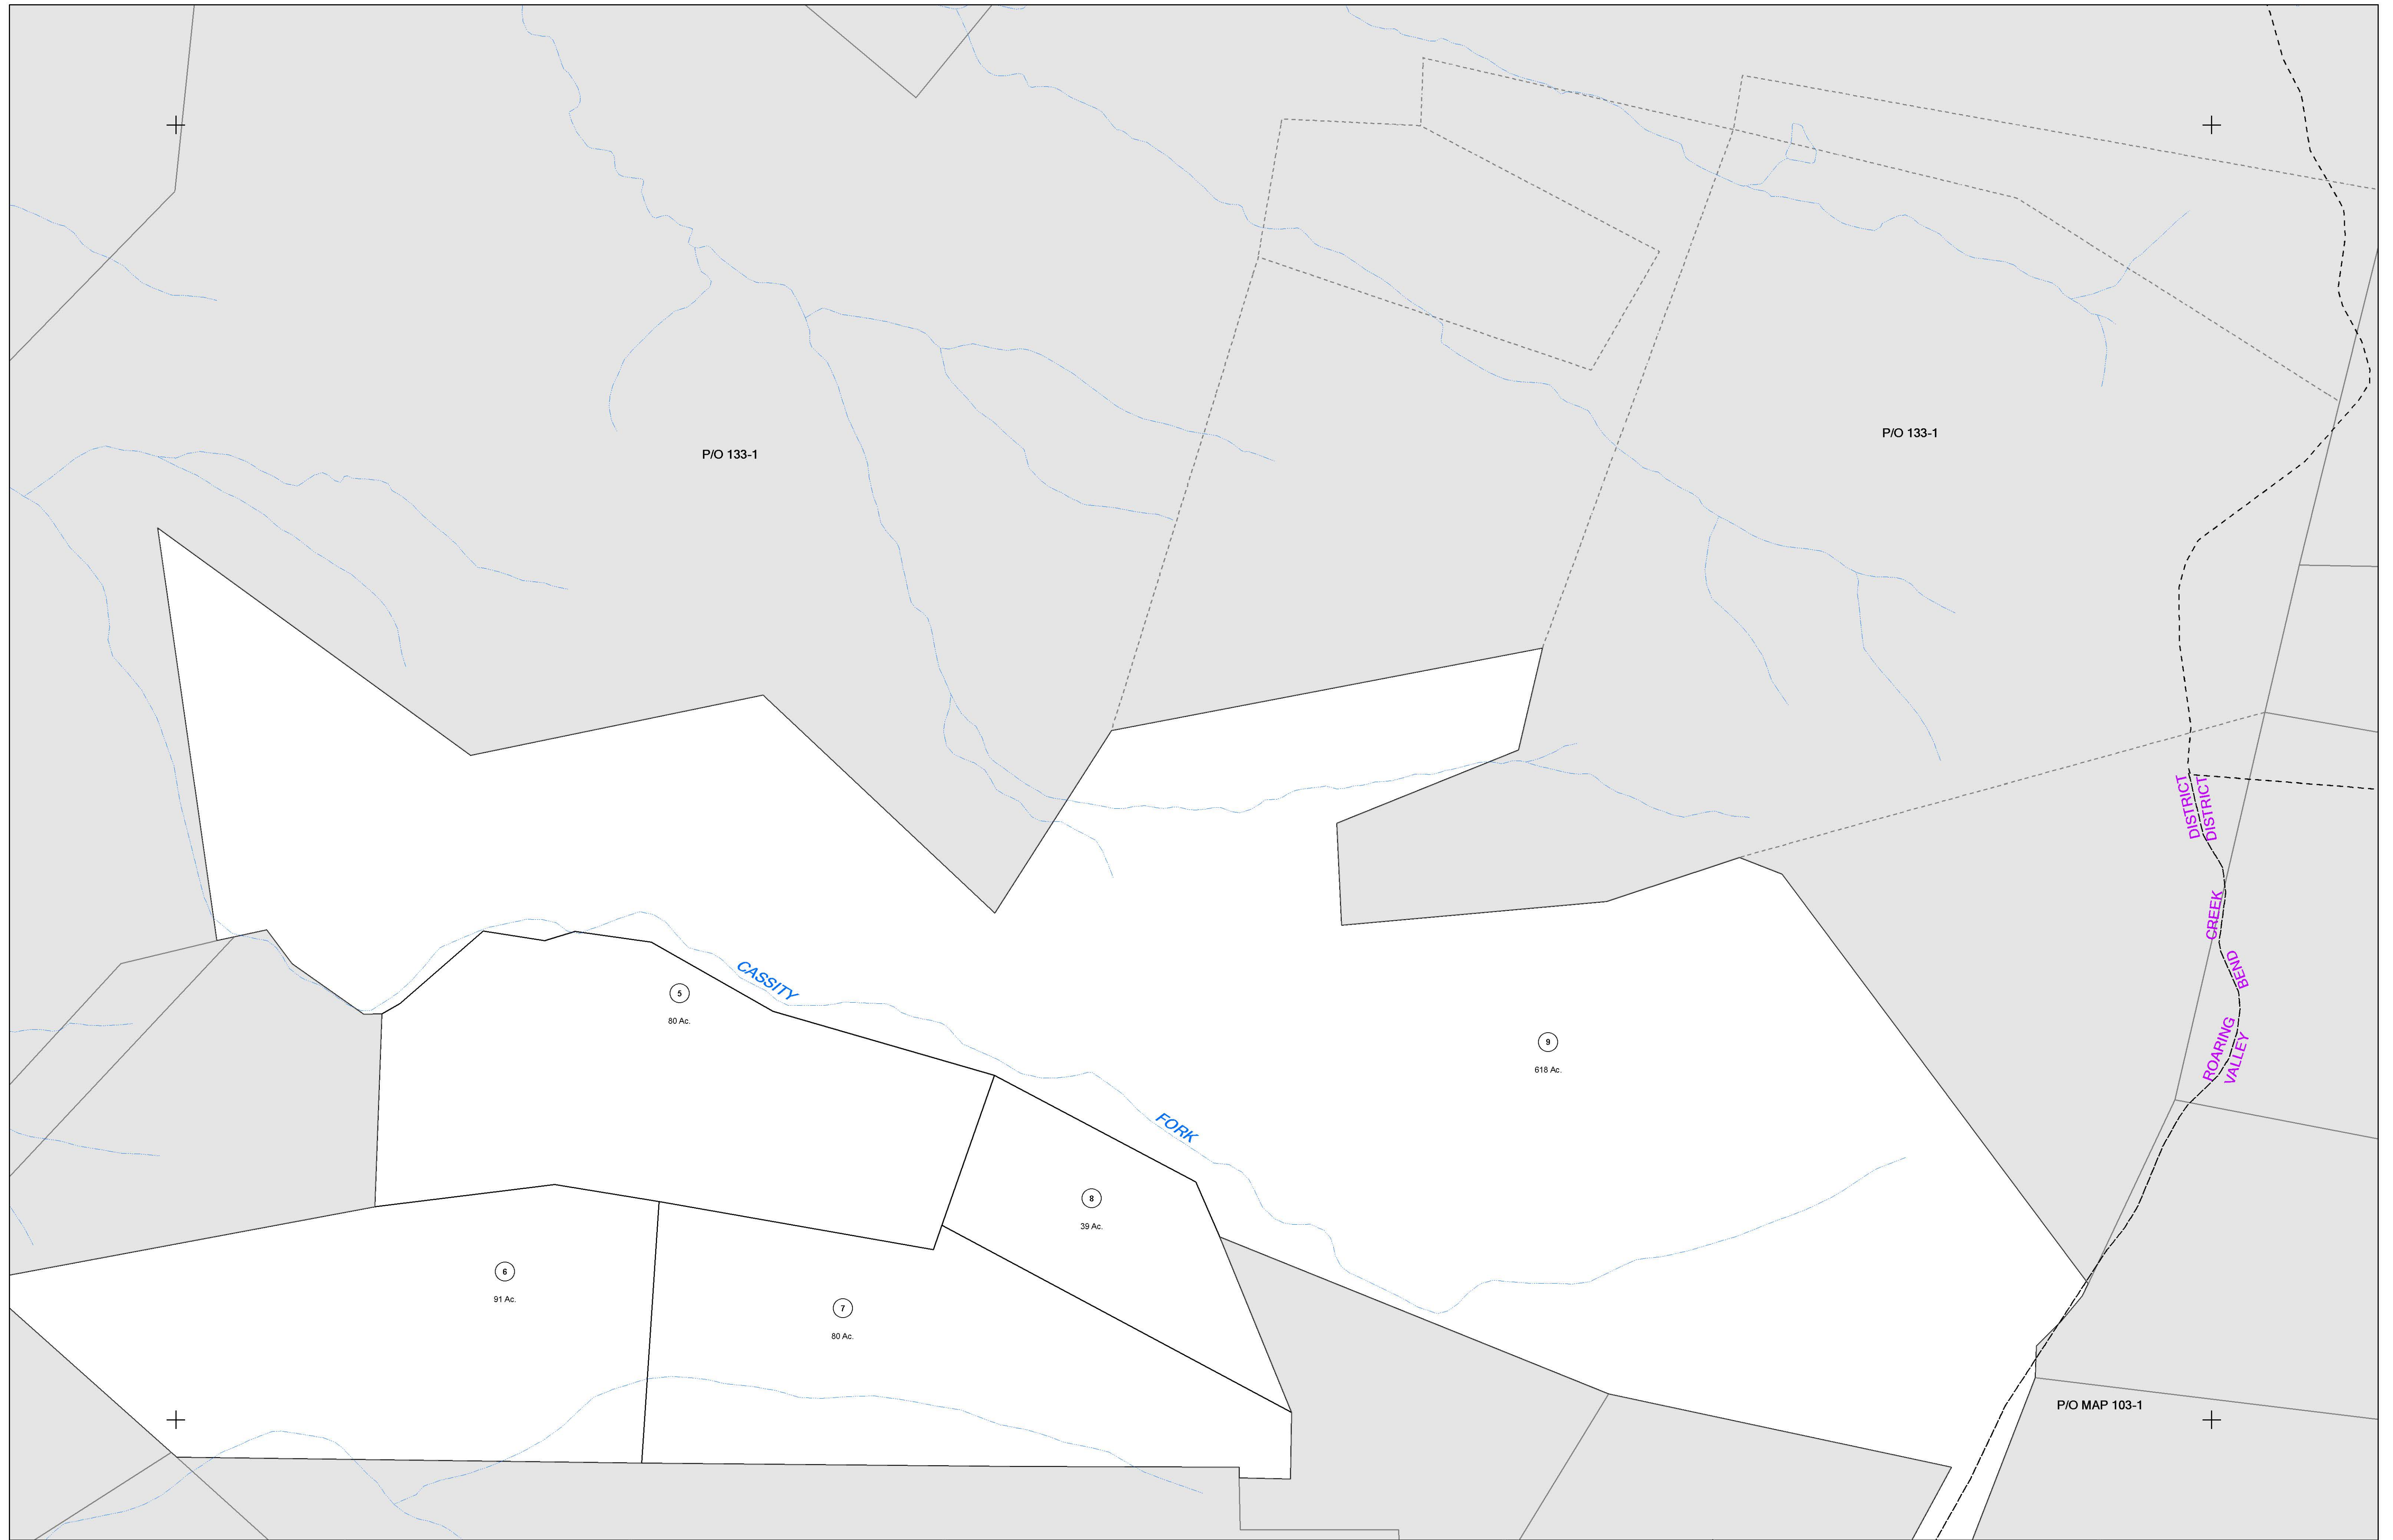 P/O 133-1
P/O 133-1
DISTRICT
DISTRICT
CREEK
BEND
ROARING
VALLEY
CASSITY
FORK
5
80 Ac.
9
618 Ac.
8
39 Ac.
6
91 Ac.
7
80 Ac.
P/O MAP 103-1